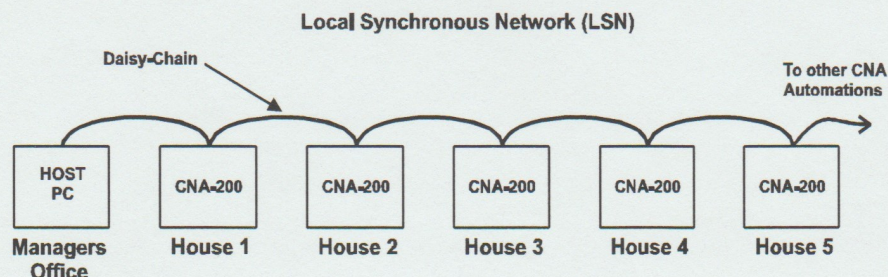 Local Synchronous Network (LSN)
Daisy-Chain
To other CNA
Automations
HOST
PC
CNA-200
CNA-200
CNA-200
CNA-200
CNA-200
Managers
Office
House 1
House 2
House 3
House 4
House 5